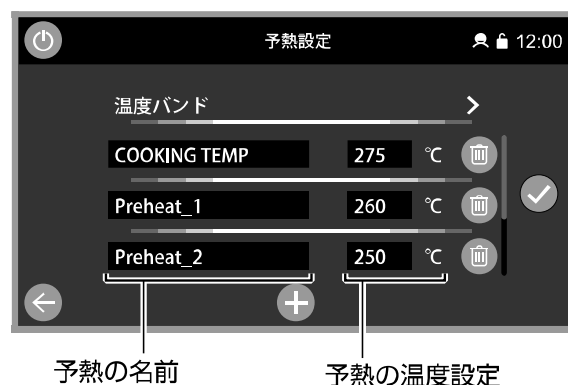 予熱設定 12:00
温度バンド
COOKING TEMP 275 ℃
Preheat_1 260 ℃
Preheat_2 250 ℃
予熱の名前 予熱の温度設定